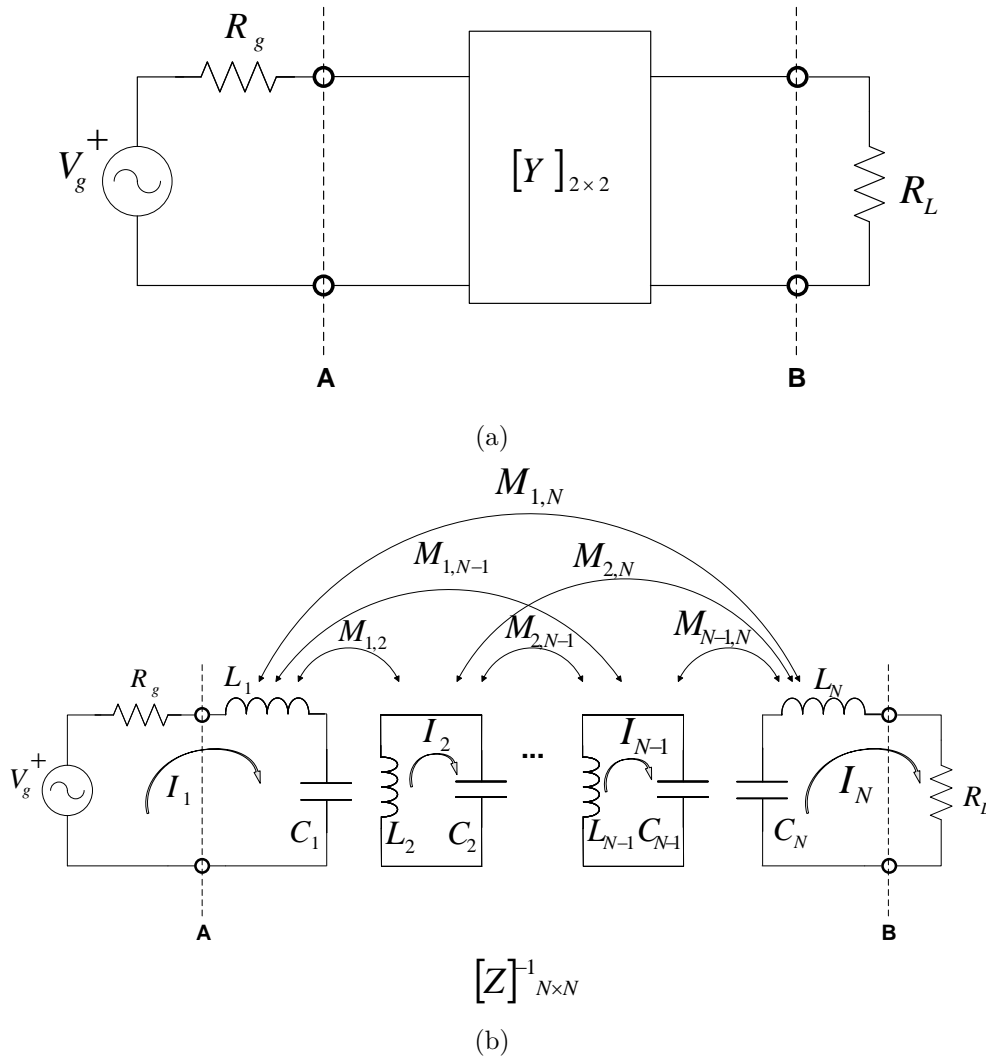 R_g
V_g +
[Y]_{2×2}
R_L
A B
(a)
M_{1,N}
M_{1,N−1} M_{2,N}
M_{1,2} M_{2,N−1} M_{N−1,N}
R_g L_1 L_N
V_g + I_1 I_2 ... I_{N−1} I_N
C_1 L_2 C_2 L_{N−1} C_{N−1} C_N
A B
[Z]^{−1}_{N×N}
(b)